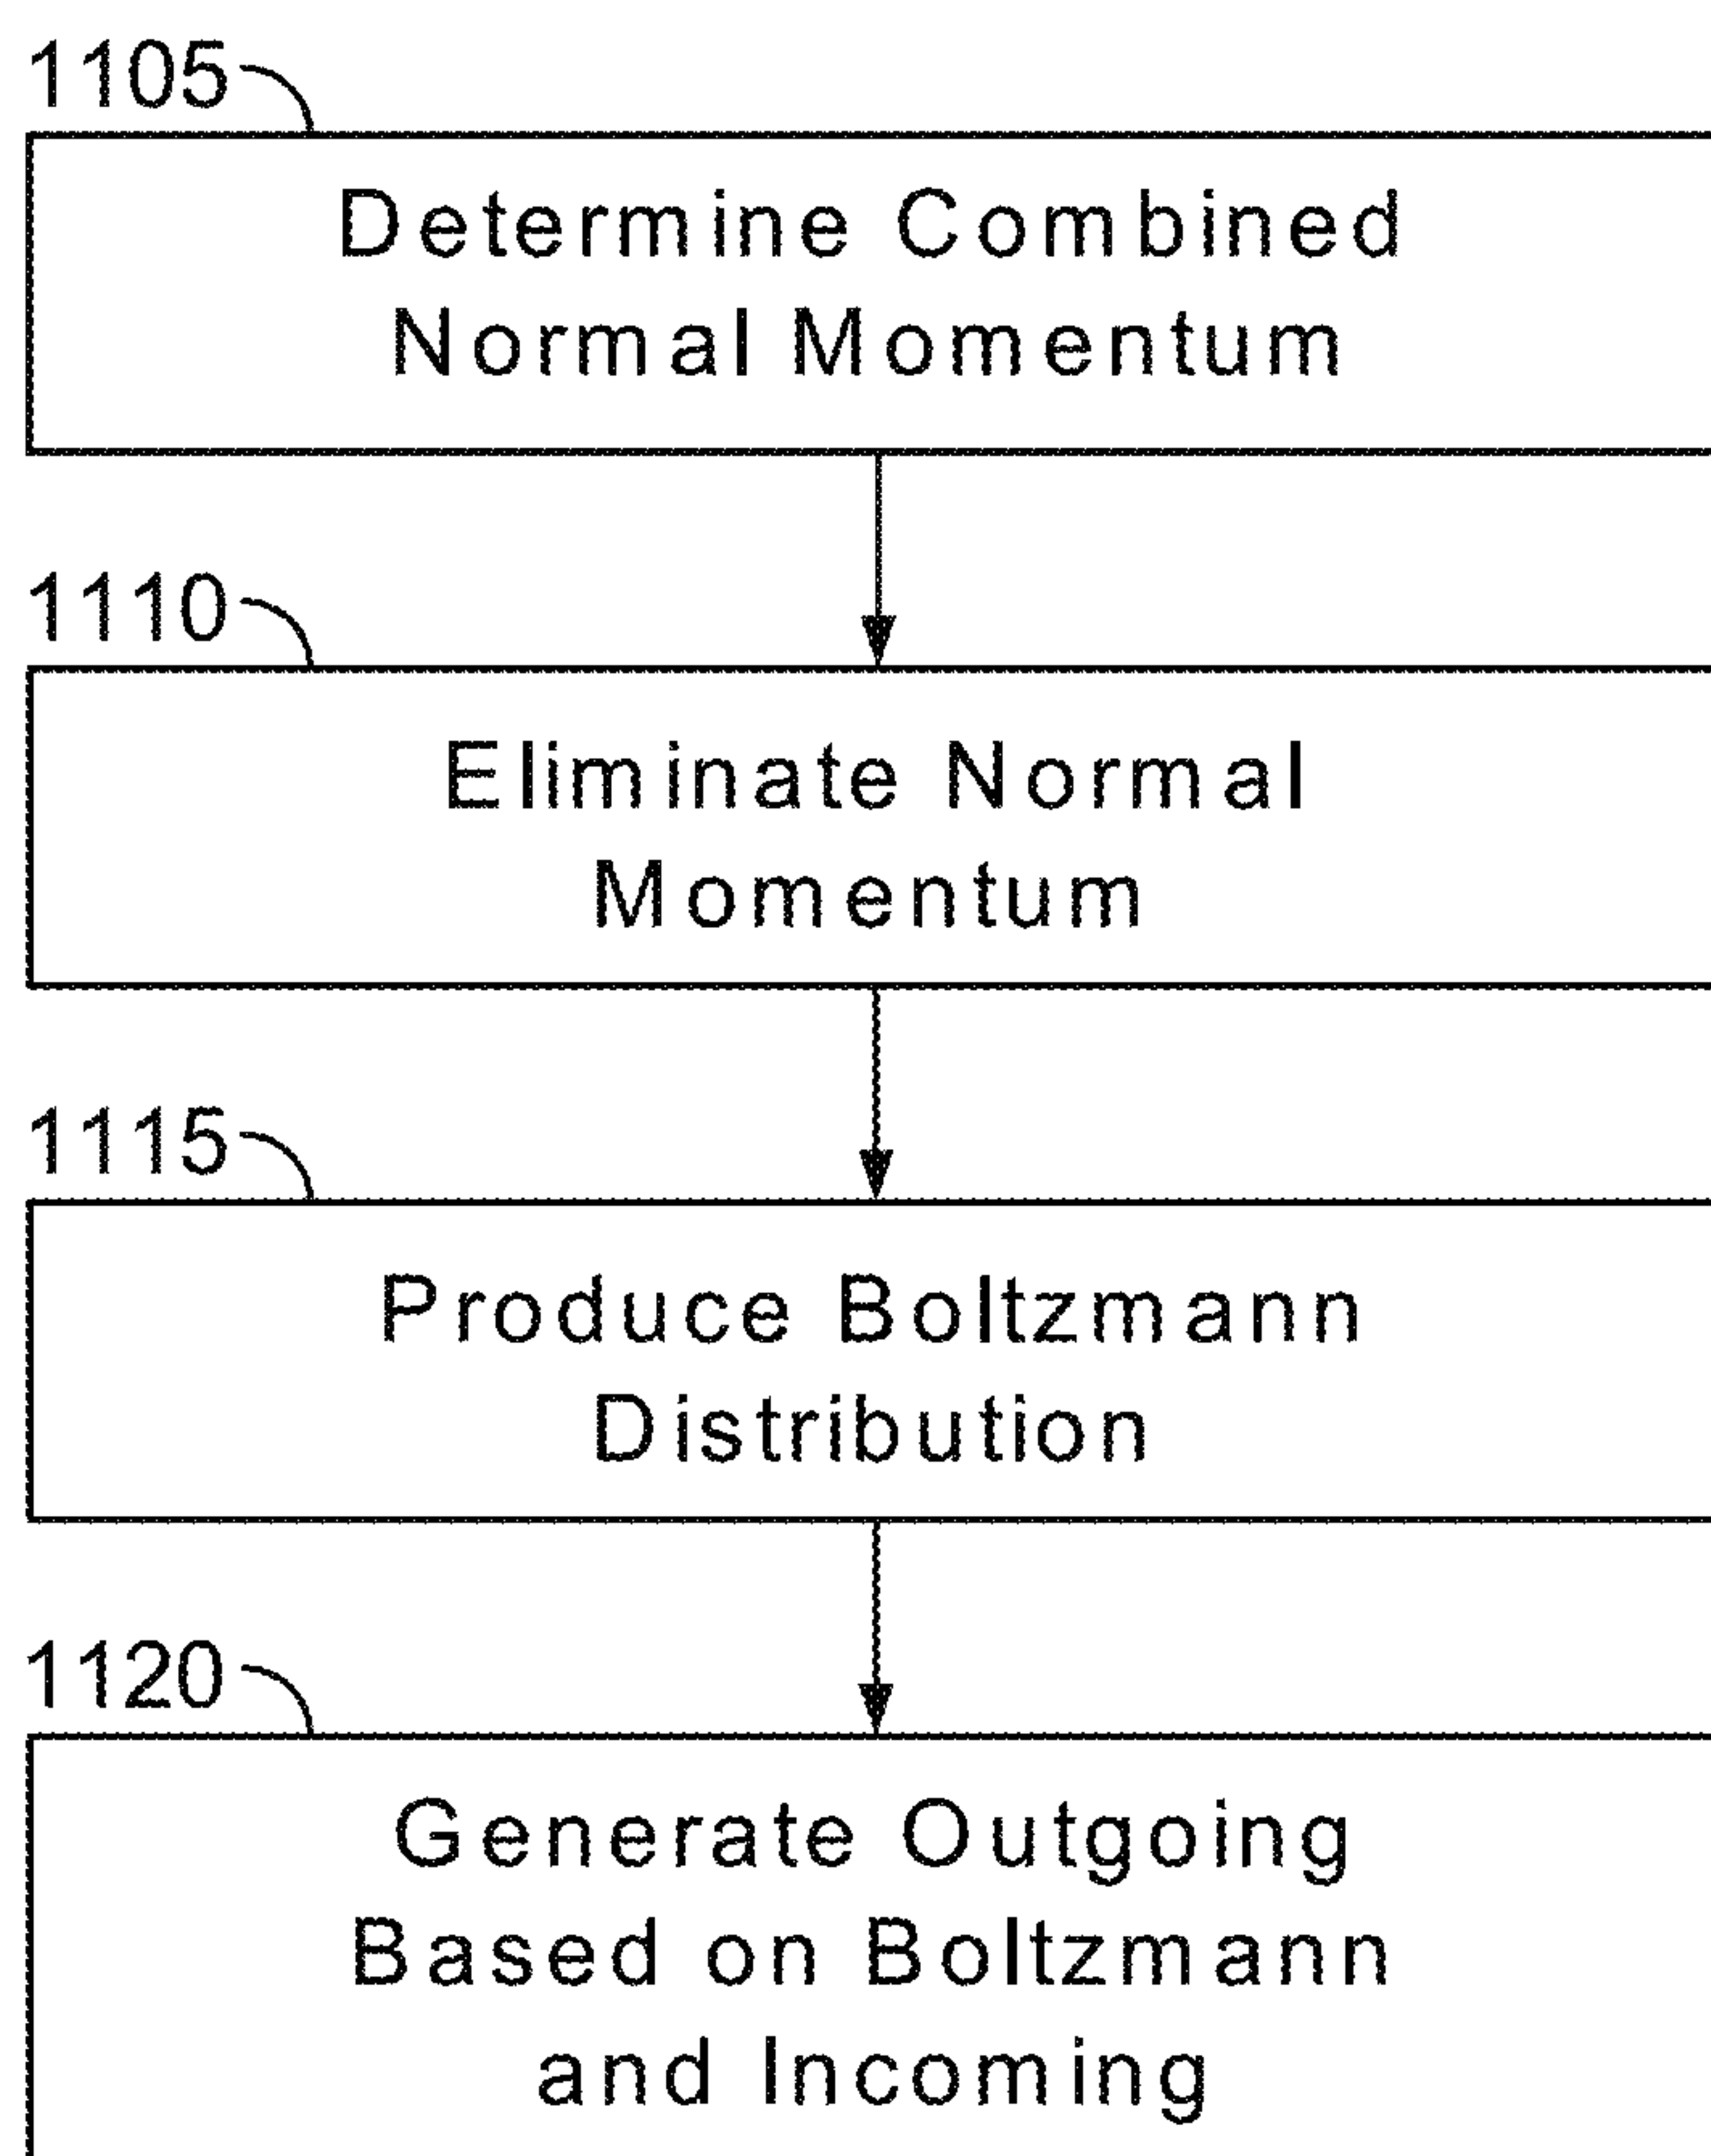 1105
Determine Combined
Normal Momentum
1110
Eliminate Normal
Momentum
1115
Produce Boltzmann
Distribution
1120
Generate Outgoing
Based on Boltzmann
and Incoming